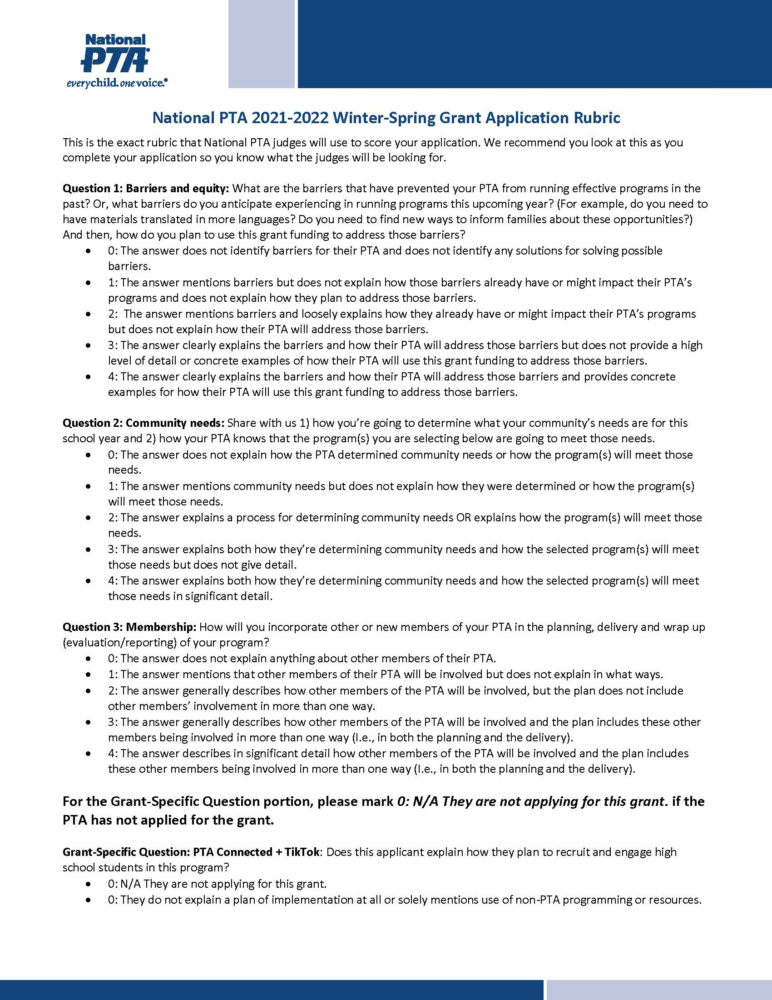 National
PTA®
everychild.onevoice.®
National PTA 2021-2022 Winter-Spring Grant Application Rubric
This is the exact rubric that National PTA judges will use to score your application. We recommend you look at this as you
complete your application so you know what the judges will be looking for.
Question 1: Barriers and equity: What are the barriers that have prevented your PTA from running effective programs in the
past? Or, what barriers do you anticipate experiencing in running programs this upcoming year? (For example, do you need to
have materials translated in more languages? Do you need to find new ways to inform families about these opportunities?)
And then, how do you plan to use this grant funding to address those barriers?
• 0: The answer does not identify barriers for their PTA and does not identify any solutions for solving possible
barriers.
• 1: The answer mentions barriers but does not explain how those barriers already have or might impact their PTA’s
programs and does not explain how they plan to address those barriers.
• 2:  The answer mentions barriers and loosely explains how they already have or might impact their PTA’s programs
but does not explain how their PTA will address those barriers.
• 3: The answer clearly explains the barriers and how their PTA will address those barriers but does not provide a high
level of detail or concrete examples of how their PTA will use this grant funding to address those barriers.
• 4: The answer clearly explains the barriers and how their PTA will address those barriers and provides concrete
examples for how their PTA will use this grant funding to address those barriers.
Question 2: Community needs: Share with us 1) how you’re going to determine what your community’s needs are for this
school year and 2) how your PTA knows that the program(s) you are selecting below are going to meet those needs.
• 0: The answer does not explain how the PTA determined community needs or how the program(s) will meet those
needs.
• 1: The answer mentions community needs but does not explain how they were determined or how the program(s)
will meet those needs.
• 2: The answer explains a process for determining community needs OR explains how the program(s) will meet those
needs.
• 3: The answer explains both how they’re determining community needs and how the selected program(s) will meet
those needs but does not give detail.
• 4: The answer explains both how they’re determining community needs and how the selected program(s) will meet
those needs in significant detail.
Question 3: Membership: How will you incorporate other or new members of your PTA in the planning, delivery and wrap up
(evaluation/reporting) of your program?
• 0: The answer does not explain anything about other members of their PTA.
• 1: The answer mentions that other members of their PTA will be involved but does not explain in what ways.
• 2: The answer generally describes how other members of the PTA will be involved, but the plan does not include
other members’ involvement in more than one way.
• 3: The answer generally describes how other members of the PTA will be involved and the plan includes these other
members being involved in more than one way (I.e., in both the planning and the delivery).
• 4: The answer describes in significant detail how other members of the PTA will be involved and the plan includes
these other members being involved in more than one way (I.e., in both the planning and the delivery).
For the Grant-Specific Question portion, please mark 0: N/A They are not applying for this grant. if the
PTA has not applied for the grant.
Grant-Specific Question: PTA Connected + TikTok: Does this applicant explain how they plan to recruit and engage high
school students in this program?
• 0: N/A They are not applying for this grant.
• 0: They do not explain a plan of implementation at all or solely mentions use of non-PTA programming or resources.